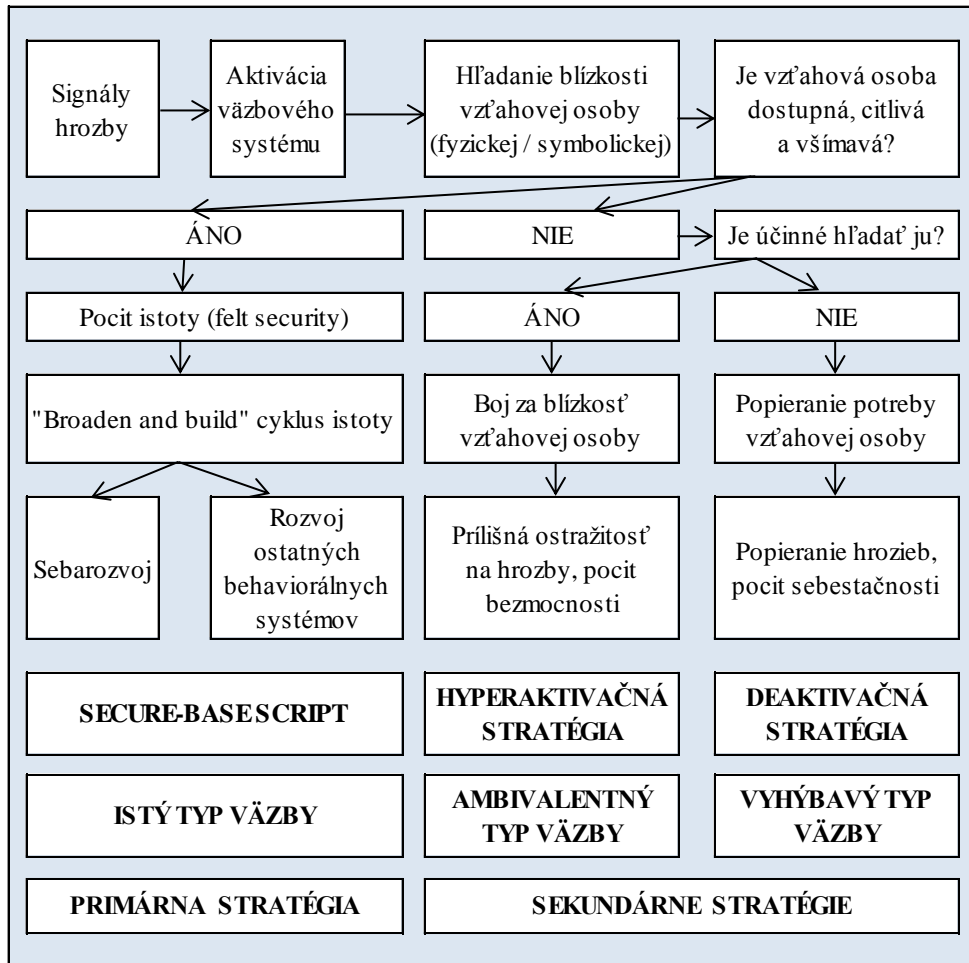 Signály
hrozby
Aktivácia
väzbového
systému
Hľadanie blízkosti
vzťahovej osoby
(fyzickej / symbolickej)
Je vzťahová osoba
dostupná, citlivá
a všímavá?
ÁNO
NIE
Je účinné hľadať ju?
Pocit istoty (felt security)
ÁNO
NIE
"Broaden and build" cyklus istoty
Boj za blízkosť
vzťahovej osoby
Popieranie potreby
vzťahovej osoby
Sebarozvoj
Rozvoj
ostatných
behaviorálnych
systémov
Prílišná ostražitosť
na hrozby, pocit
bezmocnosti
Popieranie hrozieb,
pocit sebestačnosti
SECURE-BASE SCRIPT
HYPERAKTIVAČNÁ
STRATÉGIA
DEAKTIVAČNÁ
STRATÉGIA
ISTÝ TYP VÄZBY
AMBIVALENTNÝ
TYP VÄZBY
VYHÝBAVÝ TYP
VÄZBY
PRIMÁRNA STRATÉGIA
SEKUNDÁRNE STRATÉGIE